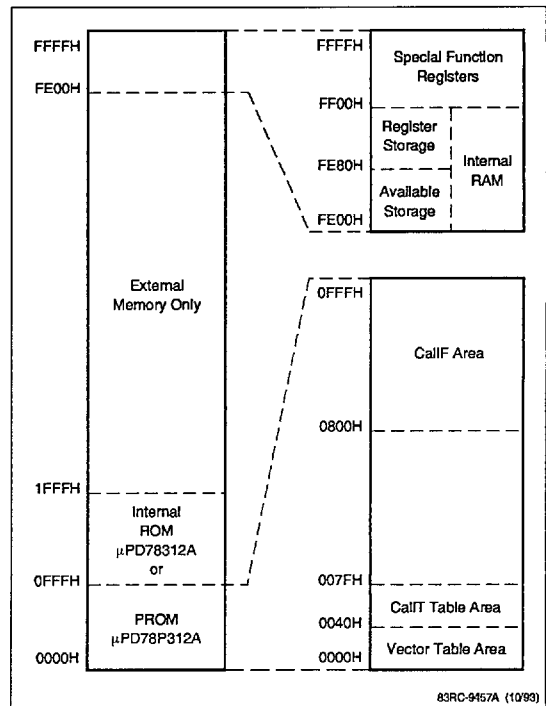 FFFFH
FE00H
External
Memory Only
1FFFH
Internal
ROM
μPD78312A
or
0FFFH
PROM
μPD78P312A
0000H
FFFFH
Special Function
Registers
FF00H
Register
Storage
Internal
RAM
FE80H
Available
Storage
FE00H
0FFFH
CallF Area
0800H
007FH
CallT Table Area
0040H
Vector Table Area
0000H
83RC-9457A (10/93)